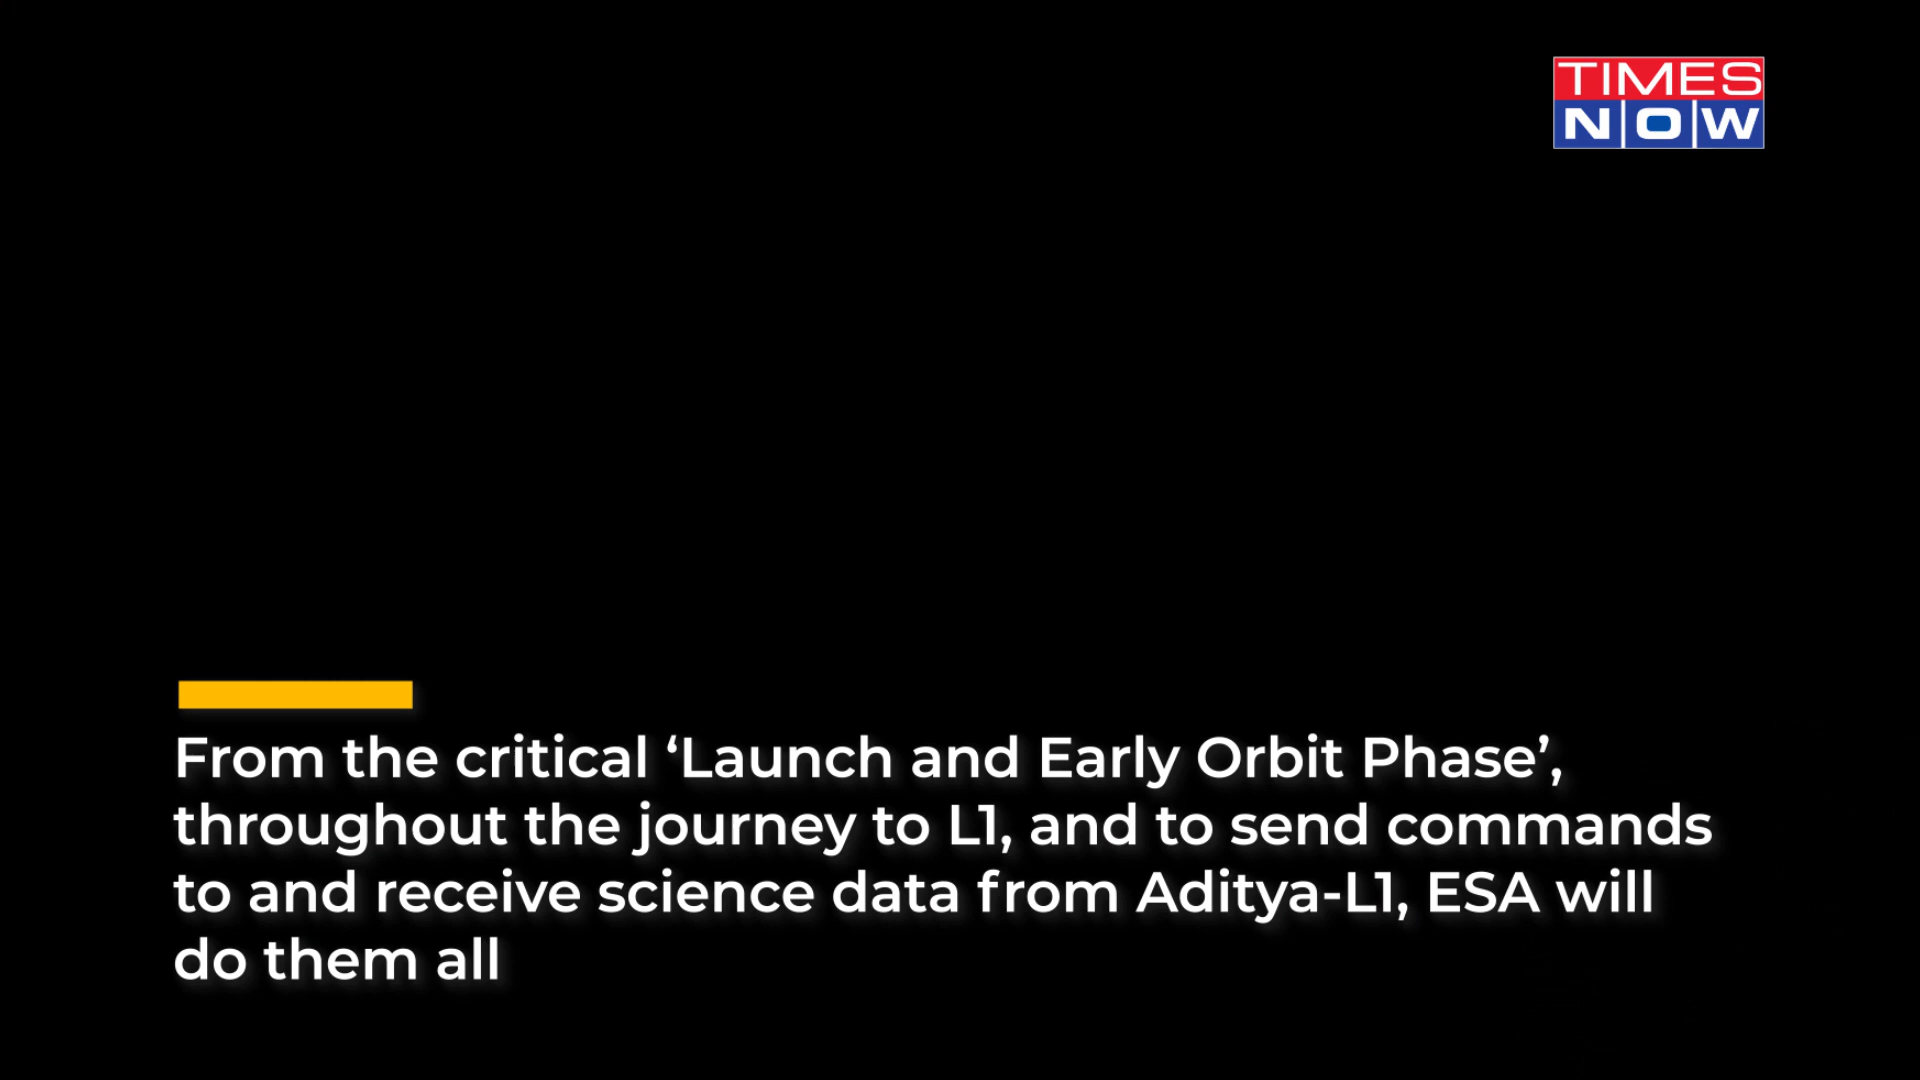 TIMES
NOW
From the critical ‘Launch and Early Orbit Phase’,
throughout the journey to L1, and to send commands
to and receive science data from Aditya-L1, ESA will
do them all